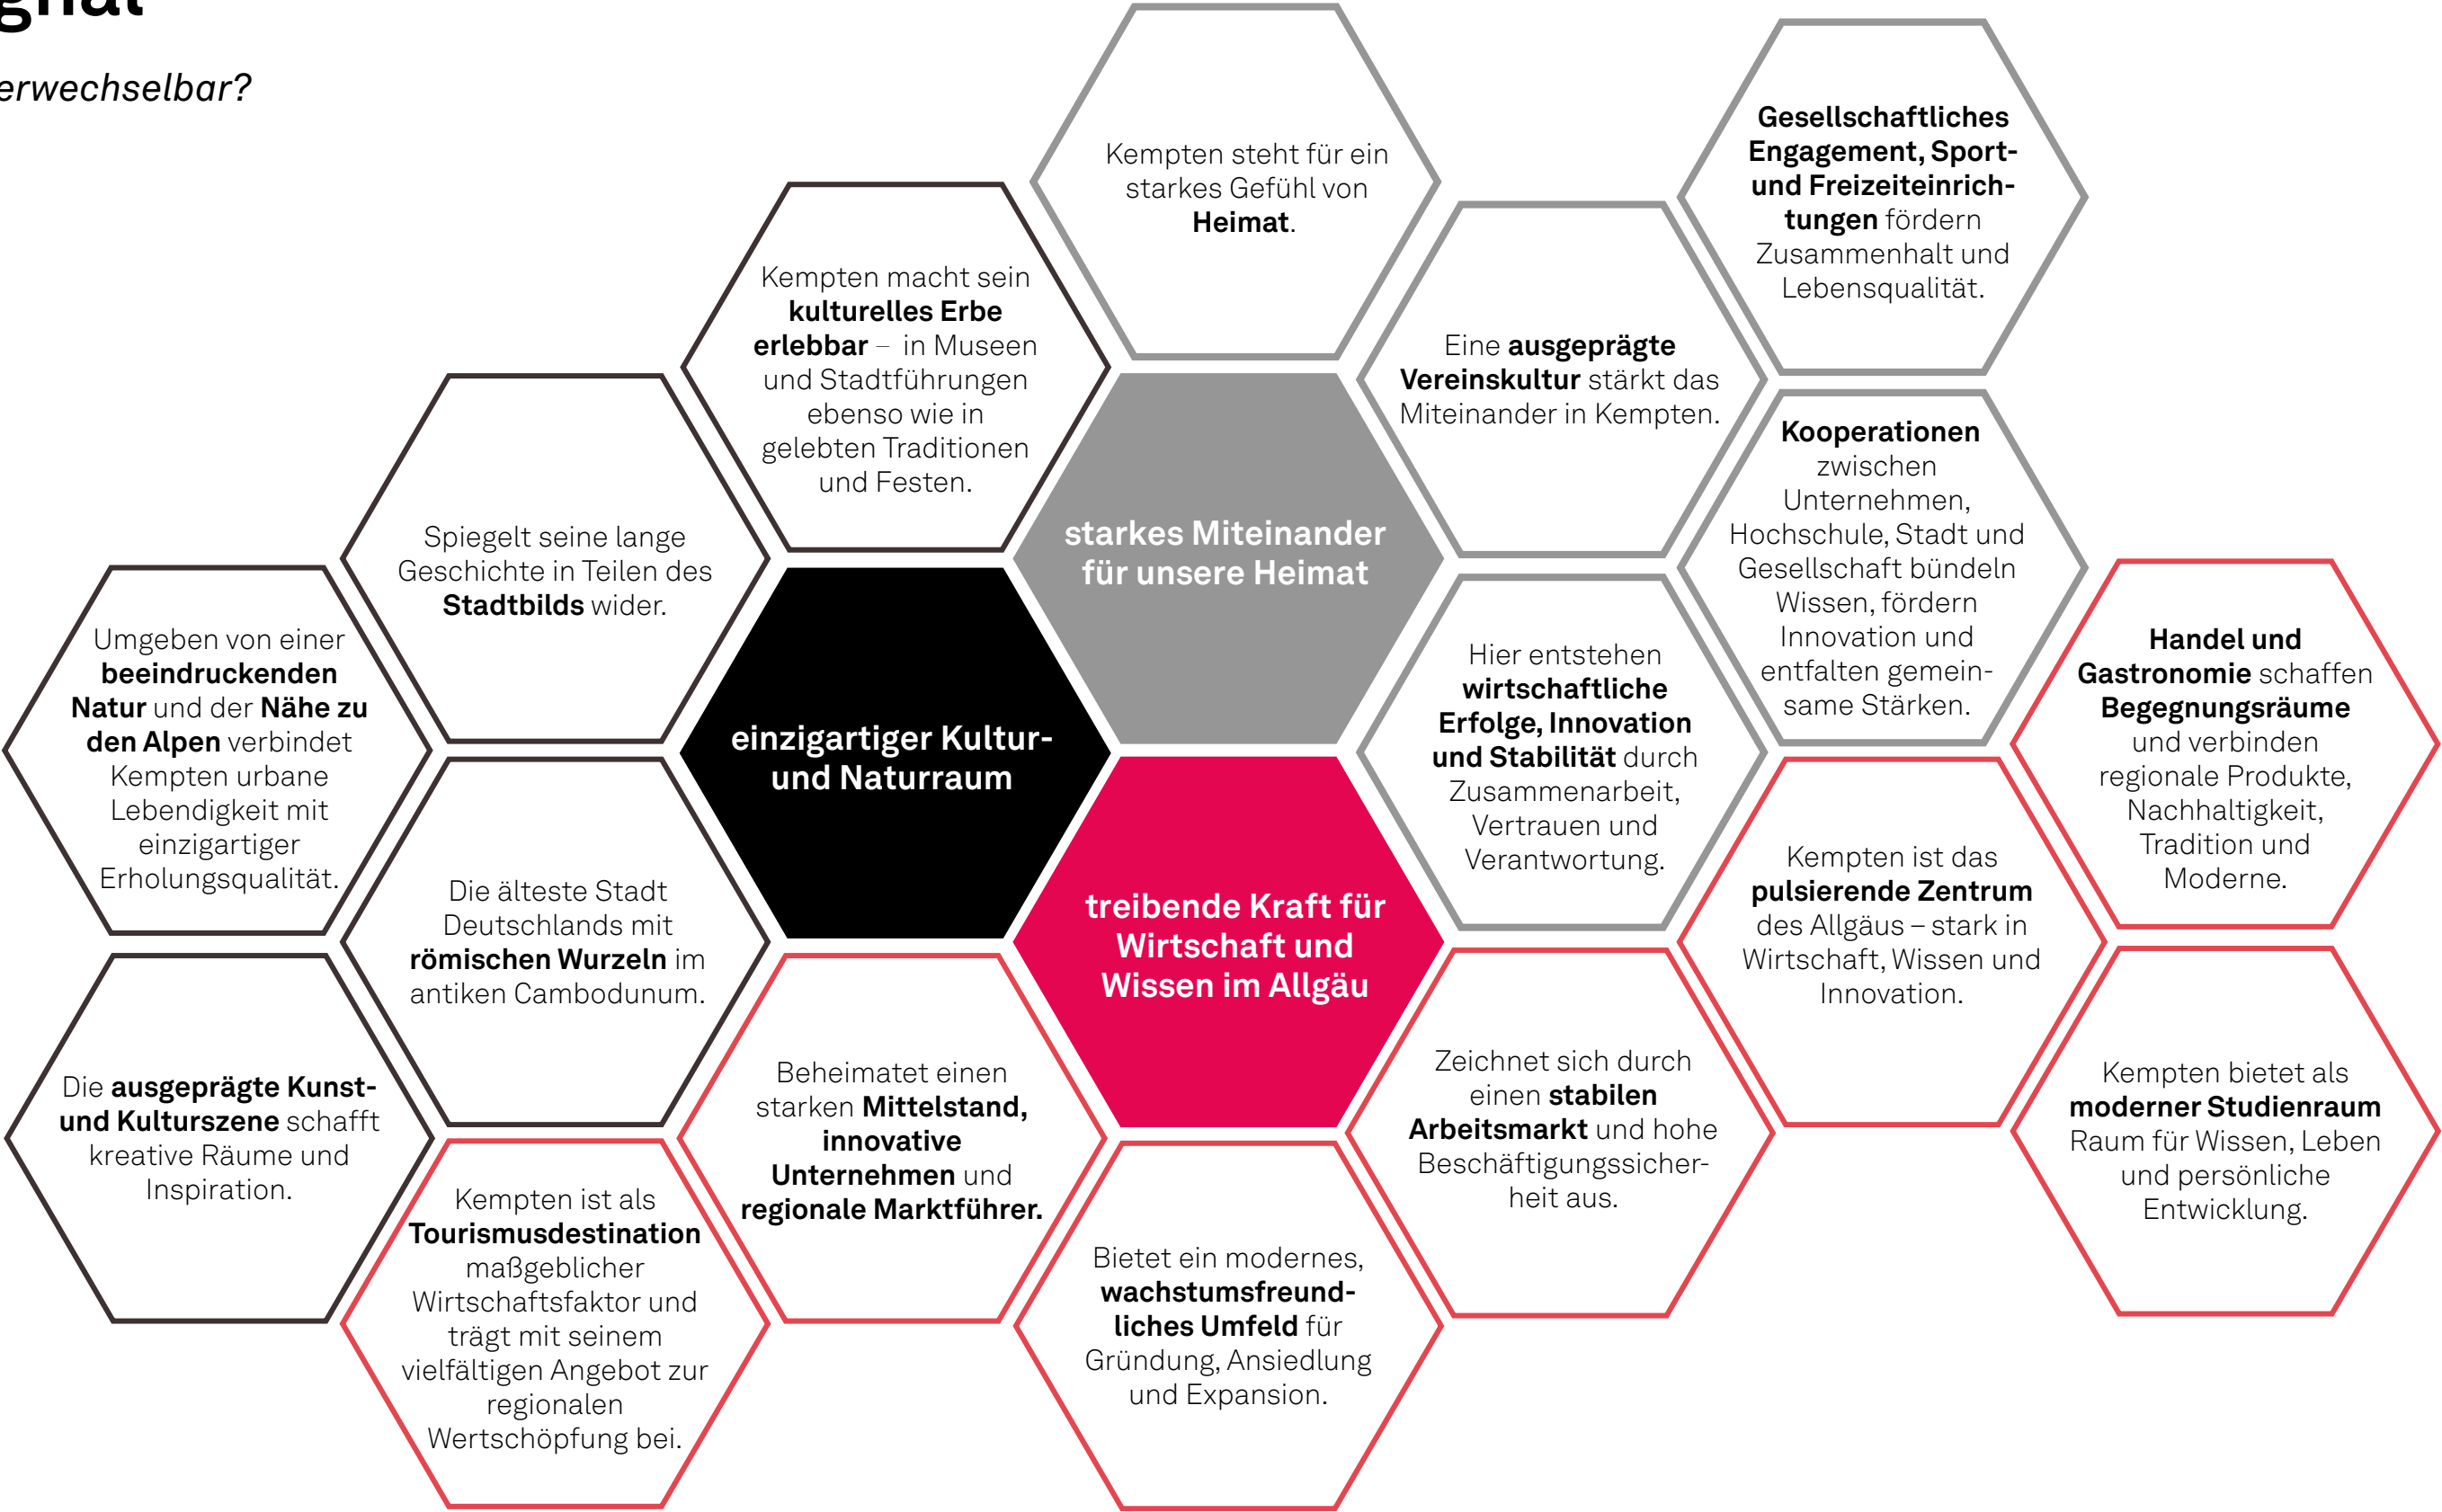 gnal
erwechselbar?
Kempten steht für ein
starkes Gefühl von
Heimat.
Gesellschaftliches
Engagement, Sport-
und Freizeiteinrich-
tungen fördern
Zusammenhalt und
Lebensqualität.
Kempten macht sein
kulturelles Erbe
erlebbar – in Museen
und Stadtführungen
ebenso wie in
gelebten Traditionen
und Festen.
Eine ausgeprägte
Vereinskultur stärkt das
Miteinander in Kempten.
Kooperationen
zwischen
Unternehmen,
Hochschule, Stadt und
Gesellschaft bündeln
Wissen, fördern
Innovation und
entfalten gemein-
same Stärken.
starkes Miteinander
für unsere Heimat
Spiegelt seine lange
Geschichte in Teilen des
Stadtbilds wider.
Umgeben von einer
beeindruckenden
Natur und der Nähe zu
den Alpen verbindet
Kempten urbane
Lebendigkeit mit
einzigartiger
Erholungsqualität.
einzigartiger Kultur-
und Naturraum
Hier entstehen
wirtschaftliche
Erfolge, Innovation
und Stabilität durch
Zusammenarbeit,
Vertrauen und
Verantwortung.
Handel und
Gastronomie schaffen
Begegnungsräume
und verbinden
regionale Produkte,
Nachhaltigkeit,
Tradition und
Moderne.
Die älteste Stadt
Deutschlands mit
römischen Wurzeln im
antiken Cambodunum.
treibende Kraft für
Wirtschaft und
Wissen im Allgäu
Kempten ist das
pulsierende Zentrum
des Allgäus – stark in
Wirtschaft, Wissen und
Innovation.
Die ausgeprägte Kunst-
und Kulturszene schafft
kreative Räume und
Inspiration.
Beheimatet einen
starken Mittelstand,
innovative
Unternehmen und
regionale Marktführer.
Zeichnet sich durch
einen stabilen
Arbeitsmarkt und hohe
Beschäftigungssicher-
heit aus.
Kempten bietet als
moderner Studienraum
Raum für Wissen, Leben
und persönliche
Entwicklung.
Kempten ist als
Tourismusdestination
maßgeblicher
Wirtschaftsfaktor und
trägt mit seinem
vielfältigen Angebot zur
regionalen
Wertschöpfung bei.
Bietet ein modernes,
wachstumsfreund-
liches Umfeld für
Gründung, Ansiedlung
und Expansion.